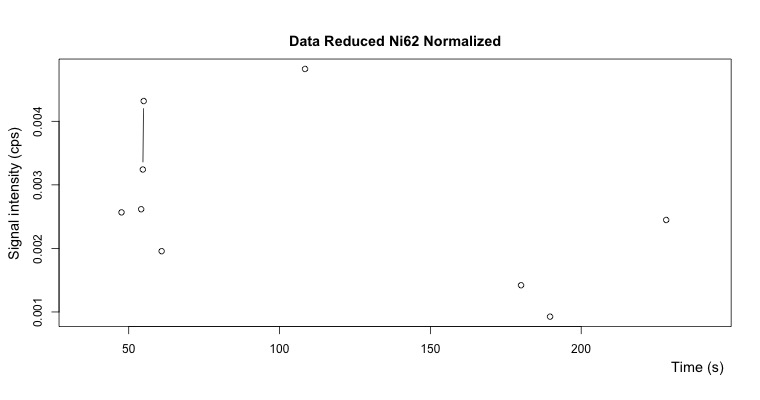 Data Reduced Ni62 Normalized
Signal intensity (cps)
0.004
0.003
0.002
0.001
50 100 150 200
Time (s)